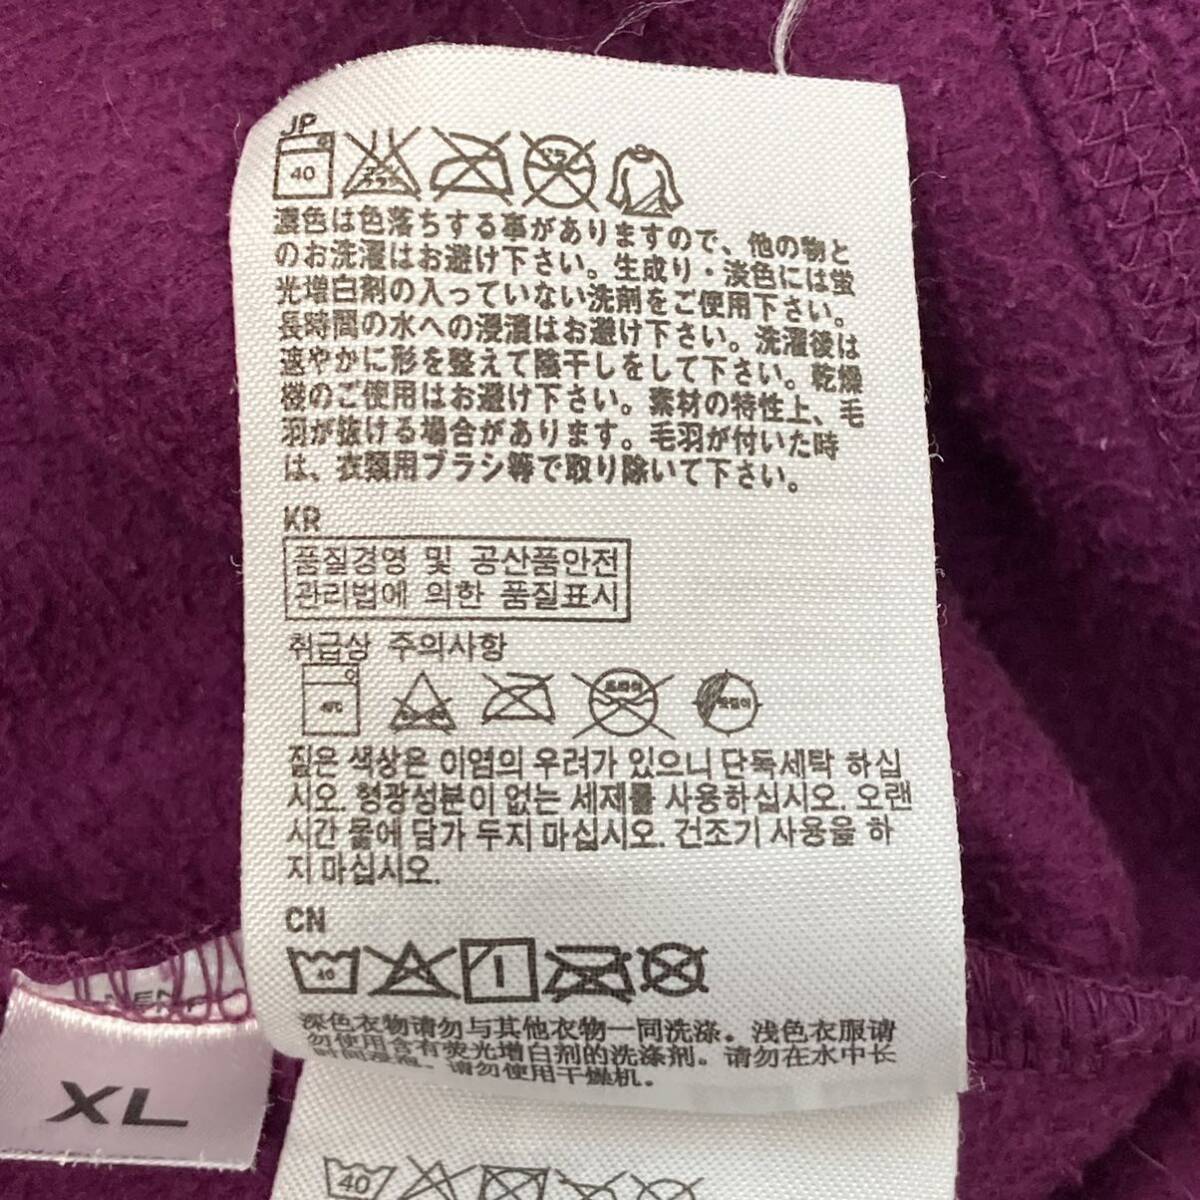 JP
40 エンソ サラシ ドライ
濃色は色落ちする事がありますので、他の物と
のお洗濯はお避け下さい。生成り・淡色には蛍
光増白剤の入っていない洗剤をご使用下さい。
長時間の水への浸漬はお避け下さい。洗濯後は
速やかに形を整えて陰干しをして下さい。乾燥
機のご使用はお避け下さい。素材の特性上、毛
羽が抜ける場合があります。毛羽が付いた時
は、衣類用ブラシ等で取り除いて下さい。
KR
품질경영 및 공산품안전
관리법에 의한 품질표시
취급상 주의사항
짙은 색상은 이염의 우려가 있으니 단독세탁 하십
시오. 형광성분이 없는 세제를 사용하십시오. 오랜
시간 물에 담가 두지 마십시오. 건조기 사용을 하
지 마십시오.
CN
40
深色衣物请勿与其他衣物一同洗涤。浅色衣服请
勿使用含有荧光增白剂的洗涤剂。请勿在水中长
时间浸泡，请勿使用干燥机。
XL
40